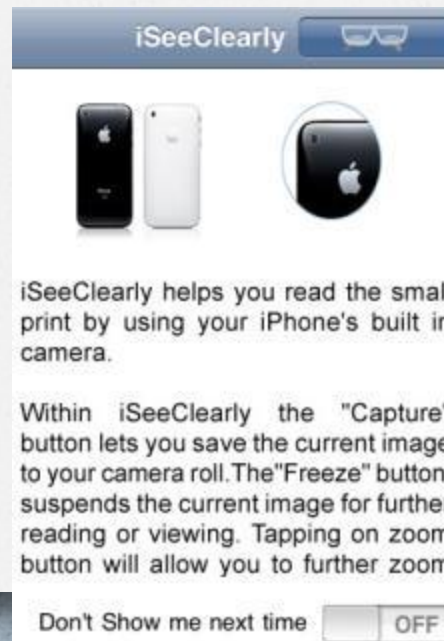 iSeeClearly
iSeeClearly helps you read the smal
print by using your iPhone's built in
camera.
Within iSeeClearly the "Capture"
button lets you save the current image
to your camera roll.The"Freeze" button
suspends the current image for further
reading or viewing. Tapping on zoom
button will allow you to further zoom
Don't Show me next time
OFF